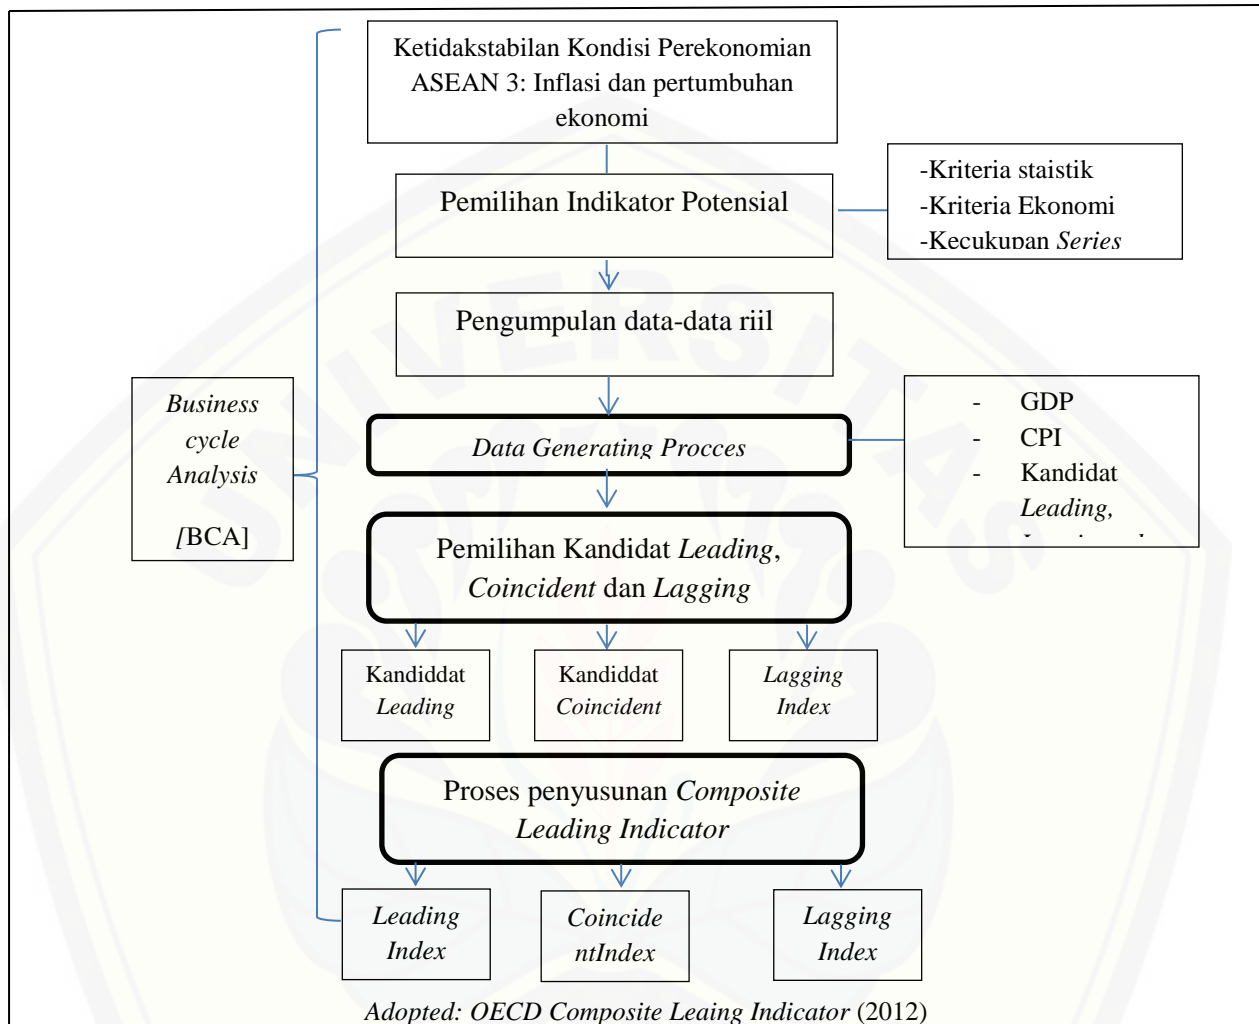 Ketidakstabilan Kondisi Perekonomian
ASEAN 3: Inflasi dan pertumbuhan
ekonomi
Pemilihan Indikator Potensial
-Kriteria staistik
-Kriteria Ekonomi
-Kecukupan Series
Pengumpulan data-data riil
Business
cycle
Analysis
[BCA]
Data Generating Procces
- GDP
- CPI
- Kandidat
Leading,
Pemilihan Kandidat Leading,
Coincident dan Lagging
Kandiddat
Leading
Kandiddat
Coincident
Lagging
Index
Proses penyusunan Composite
Leading Indicator
Leading
Index
Coincide
ntIndex
Lagging
Index
Adopted: OECD Composite Leaing Indicator (2012)
UNIVERSITAS